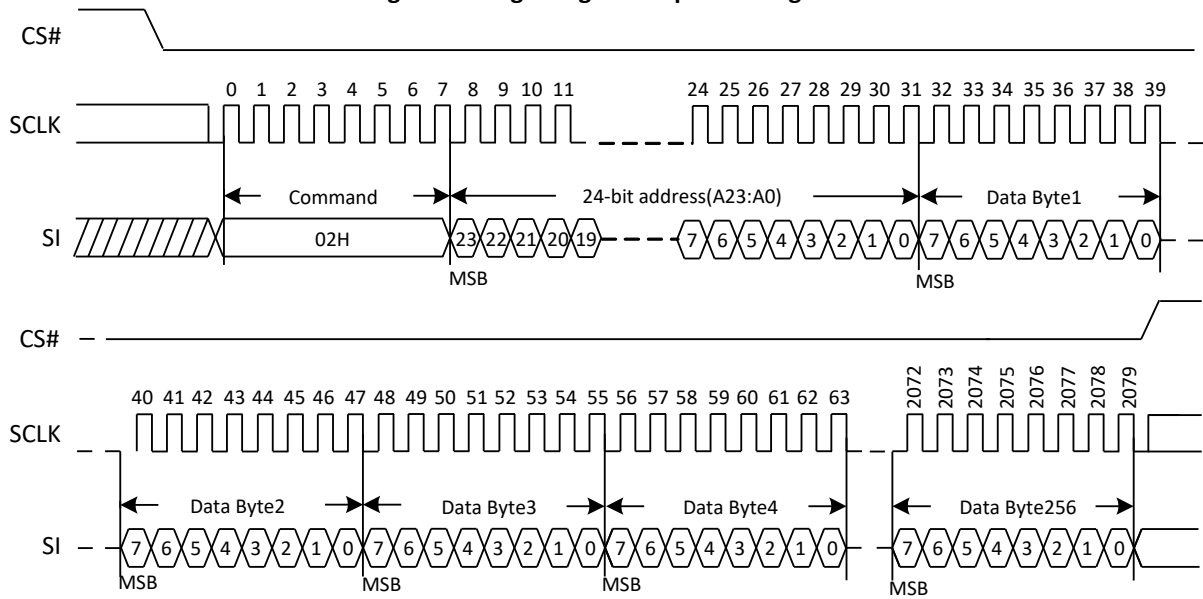 CS#
0 1 2 3 4 5 6 7 8 9 10 11 24 25 26 27 28 29 30 31 32 33 34 35 36 37 38 39
SCLK
Command 24-bit address(A23:A0) Data Byte1
SI 02H 23 22 21 20 19 7 6 5 4 3 2 1 0 7 6 5 4 3 2 1 0
MSB MSB
CS#
40 41 42 43 44 45 46 47 48 49 50 51 52 53 54 55 56 57 58 59 60 61 62 63 2072 2073 2074 2075 2076 2077 2078 2079
SCLK
Data Byte2 Data Byte3 Data Byte4 Data Byte256
SI 7 6 5 4 3 2 1 0 7 6 5 4 3 2 1 0 7 6 5 4 3 2 1 0 7 6 5 4 3 2 1 0
MSB MSB MSB MSB